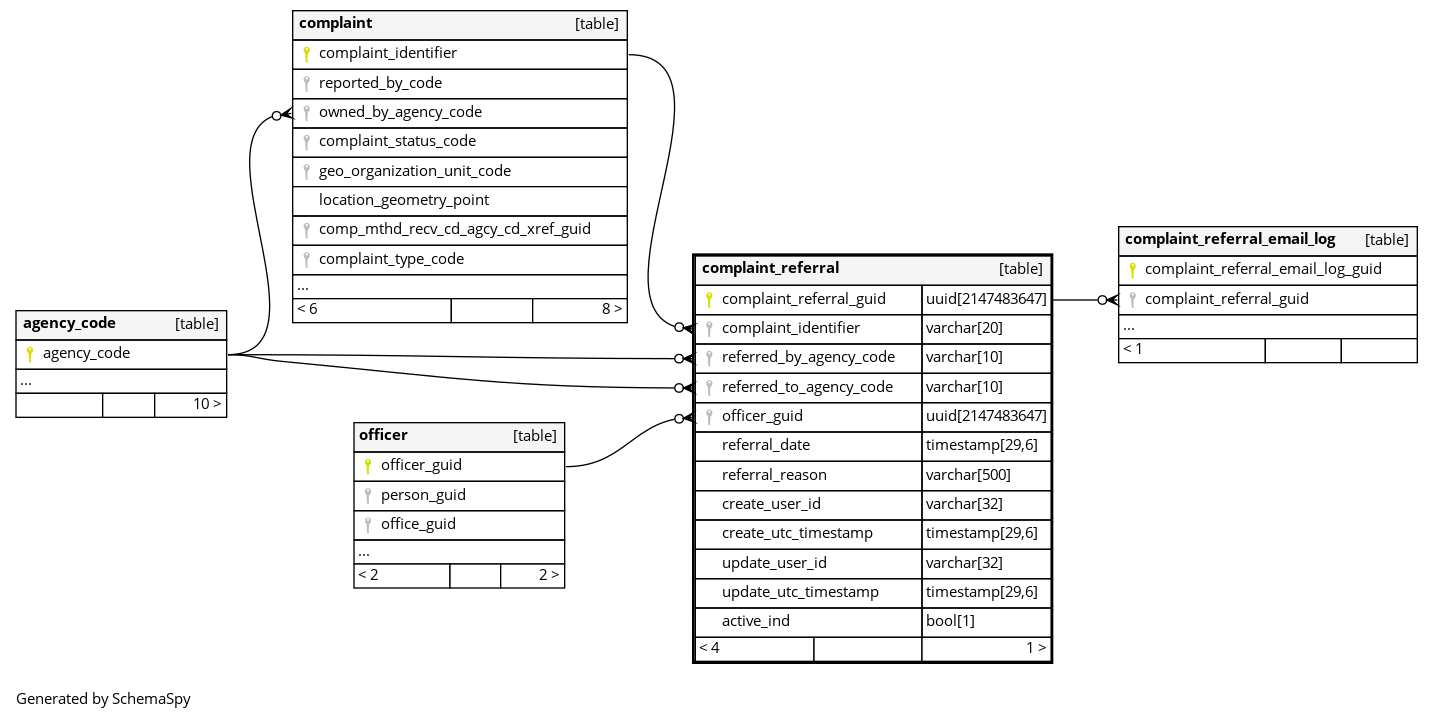 complaint [table]
complaint_identifier
reported_by_code
owned_by_agency_code
complaint_status_code
geo_organization_unit_code
location_geometry_point
comp_mthd_recv_cd_agcy_cd_xref_guid
complaint_type_code
...
< 6 8 >
agency_code [table]
agency_code
...
10 >
officer [table]
officer_guid
person_guid
office_guid
...
< 2 2 >
complaint_referral [table]
complaint_referral_guid uuid[2147483647]
complaint_identifier varchar[20]
referred_by_agency_code varchar[10]
referred_to_agency_code varchar[10]
officer_guid uuid[2147483647]
referral_date timestamp[29,6]
referral_reason varchar[500]
create_user_id varchar[32]
create_utc_timestamp timestamp[29,6]
update_user_id varchar[32]
update_utc_timestamp timestamp[29,6]
active_ind bool[1]
< 4 1 >
complaint_referral_email_log [table]
complaint_referral_email_log_guid
complaint_referral_guid
...
< 1
Generated by SchemaSpy